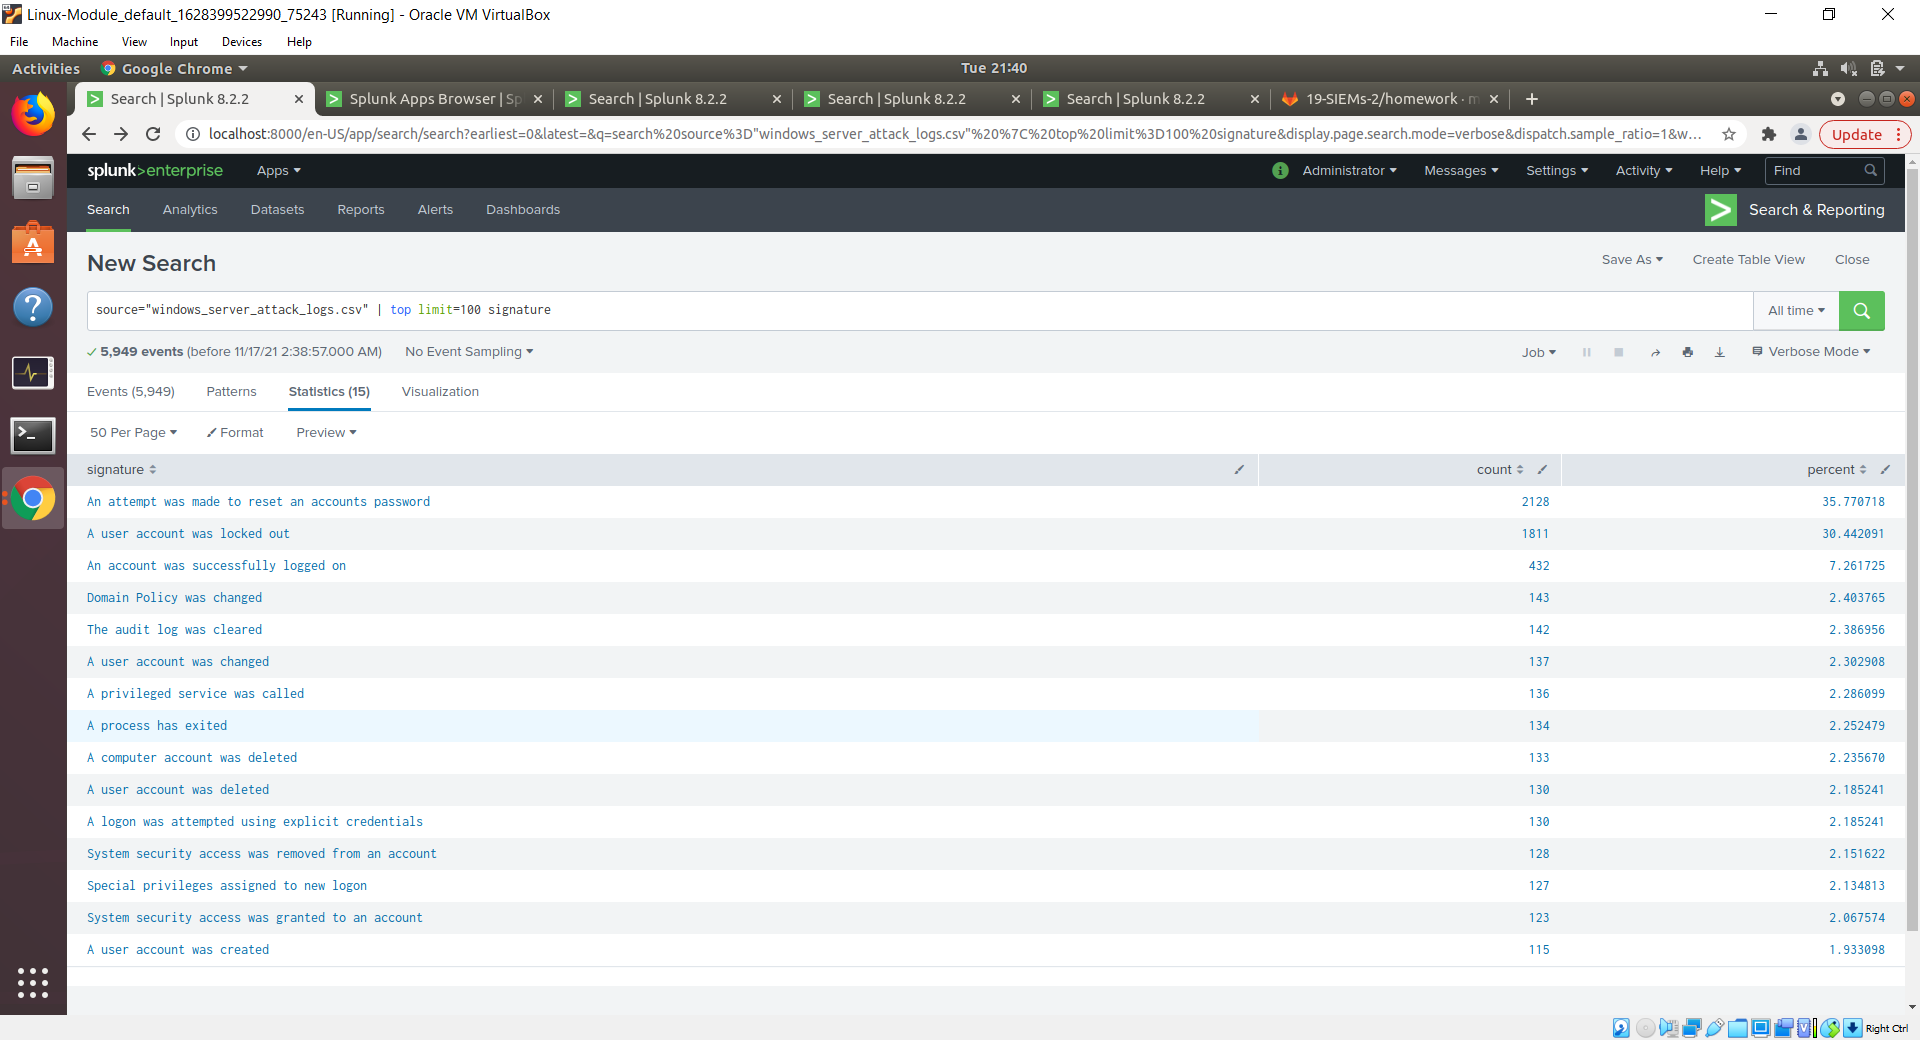 Linux-Module_default_1628399522990_75243 [Running] - Oracle VM VirtualBox
File Machine View Input Devices Help
Activities Google Chrome Tue 21:40
Search | Splunk 8.2.2 Splunk Apps Browser | Sp Search | Splunk 8.2.2 Search | Splunk 8.2.2 Search | Splunk 8.2.2 19-SIEMs-2/homework · m
localhost:8000/en-US/app/search/search?earliest=0&latest=&q=search%20source%3D"windows_server_attack_logs.csv"%20%7C%20top%20limit%3D100%20signature&display.page.search.mode=verbose&dispatch.sample_ratio=1&w... Update
splunk>enterprise Apps Administrator Messages Settings Activity Help Find
Search Analytics Datasets Reports Alerts Dashboards Search & Reporting
New Search Save As Create Table View Close
source="windows_server_attack_logs.csv" | top limit=100 signature All time
5,949 events (before 11/17/21 2:38:57.000 AM) No Event Sampling Job Verbose Mode
Events (5,949) Patterns Statistics (15) Visualization
50 Per Page Format Preview
signature count percent
An attempt was made to reset an accounts password 2128 35.770718
A user account was locked out 1811 30.442091
An account was successfully logged on 432 7.261725
Domain Policy was changed 143 2.403765
The audit log was cleared 142 2.386956
A user account was changed 137 2.302908
A privileged service was called 136 2.286099
A process has exited 134 2.252479
A computer account was deleted 133 2.235670
A user account was deleted 130 2.185241
A logon was attempted using explicit credentials 130 2.185241
System security access was removed from an account 128 2.151622
Special privileges assigned to new logon 127 2.134813
System security access was granted to an account 123 2.067574
A user account was created 115 1.933098
Right Ctrl